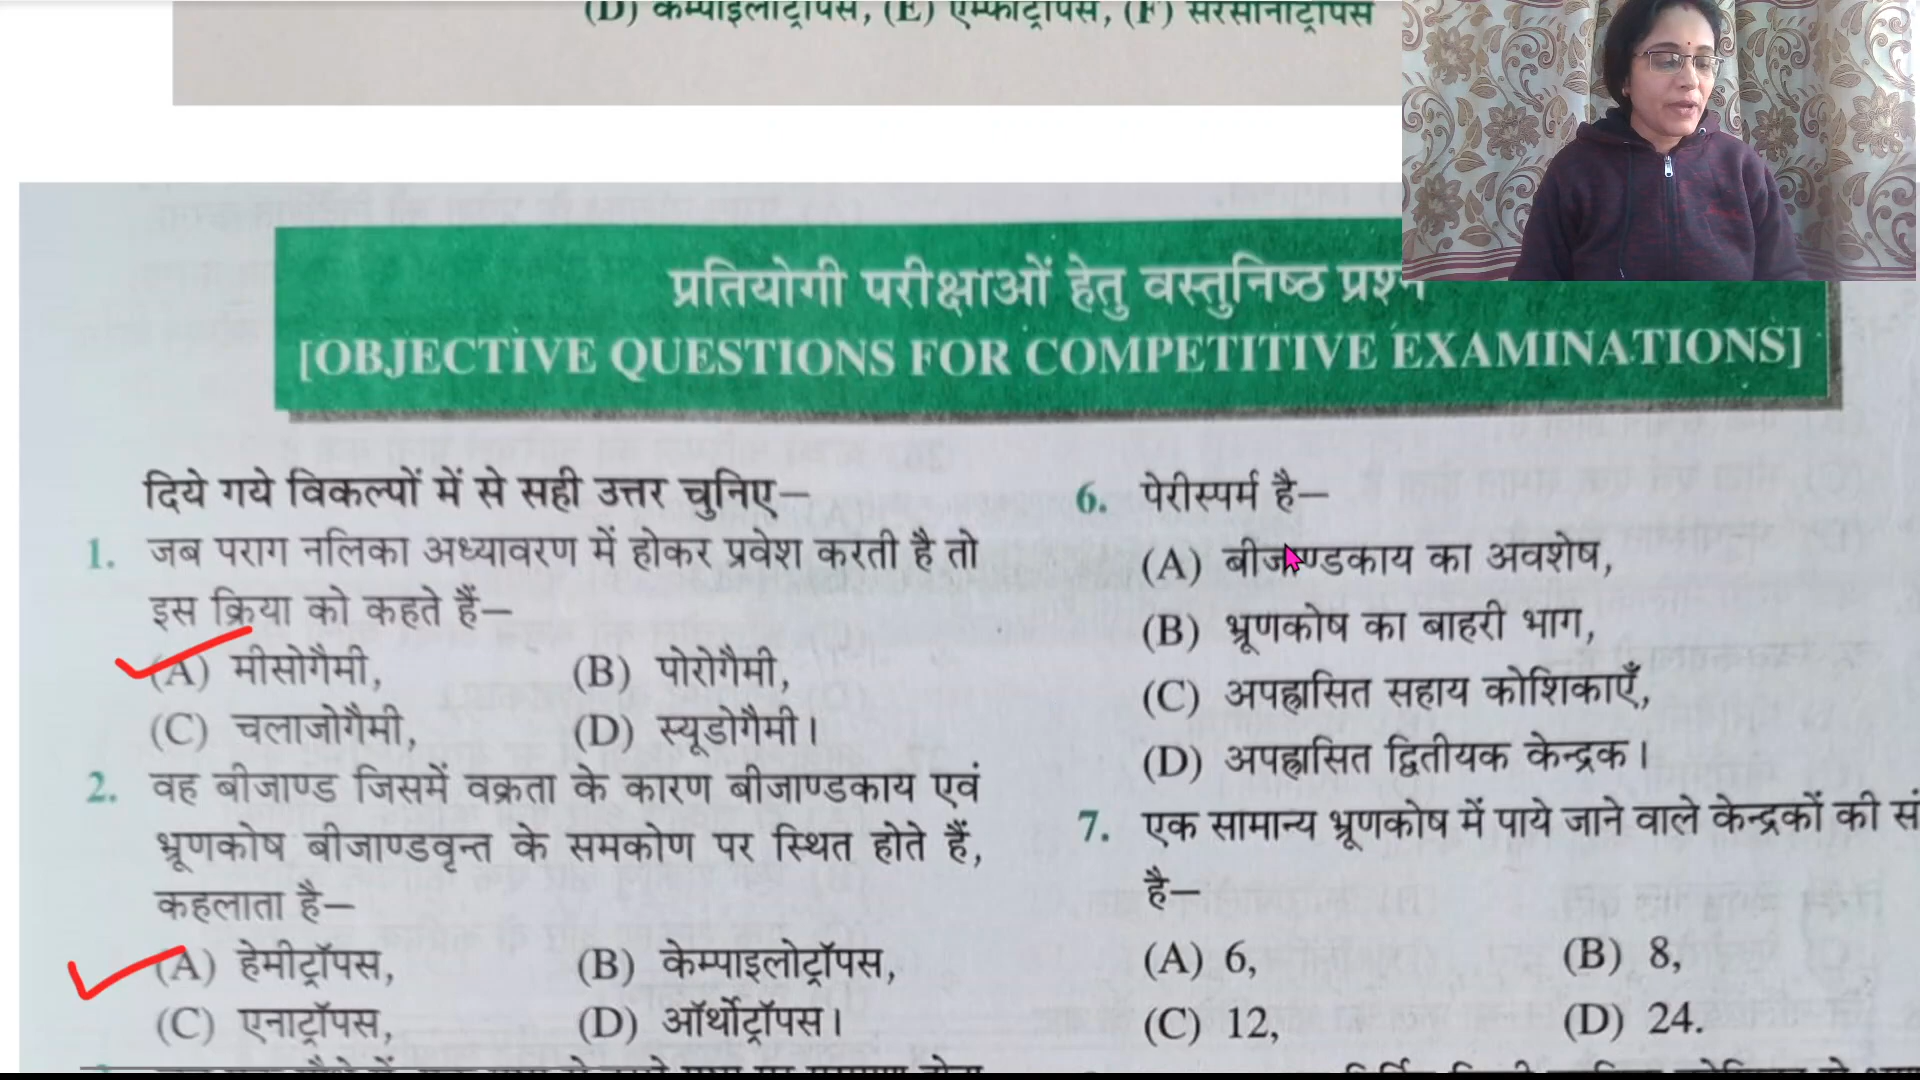 (D) कम्पाइलोट्रॉपस, (E) एम्फीट्रॉपस, (F) सरसीनोट्रॉपस
प्रतियोगी परीक्षाओं हेतु वस्तुनिष्ठ प्रश्न
[OBJECTIVE QUESTIONS FOR COMPETITIVE EXAMINATIONS]
दिये गये विकल्पों में से सही उत्तर चुनिए—
1. जब पराग नलिका अध्यावरण में होकर प्रवेश करती है तो
इस क्रिया को कहते हैं—
(A) मीसोगैमी, (B) पोरोगैमी,
(C) चलाजोगैमी, (D) स्यूडोगैमी।
2. वह बीजाण्ड जिसमें वक्रता के कारण बीजाण्डकाय एवं
भ्रूणकोष बीजाण्डवृन्त के समकोण पर स्थित होते हैं,
कहलाता है—
(A) हेमीट्रॉपस, (B) केम्पाइलोट्रॉपस,
(C) एनाट्रॉपस, (D) ऑर्थोट्रॉपस।
6. पेरीस्पर्म है—
(A) बीजाण्डकाय का अवशेष,
(B) भ्रूणकोष का बाहरी भाग,
(C) अपह्रासित सहाय कोशिकाएँ,
(D) अपह्रासित द्वितीयक केन्द्रक।
7. एक सामान्य भ्रूणकोष में पाये जाने वाले केन्द्रकों की सं
है—
(A) 6, (B) 8,
(C) 12, (D) 24.